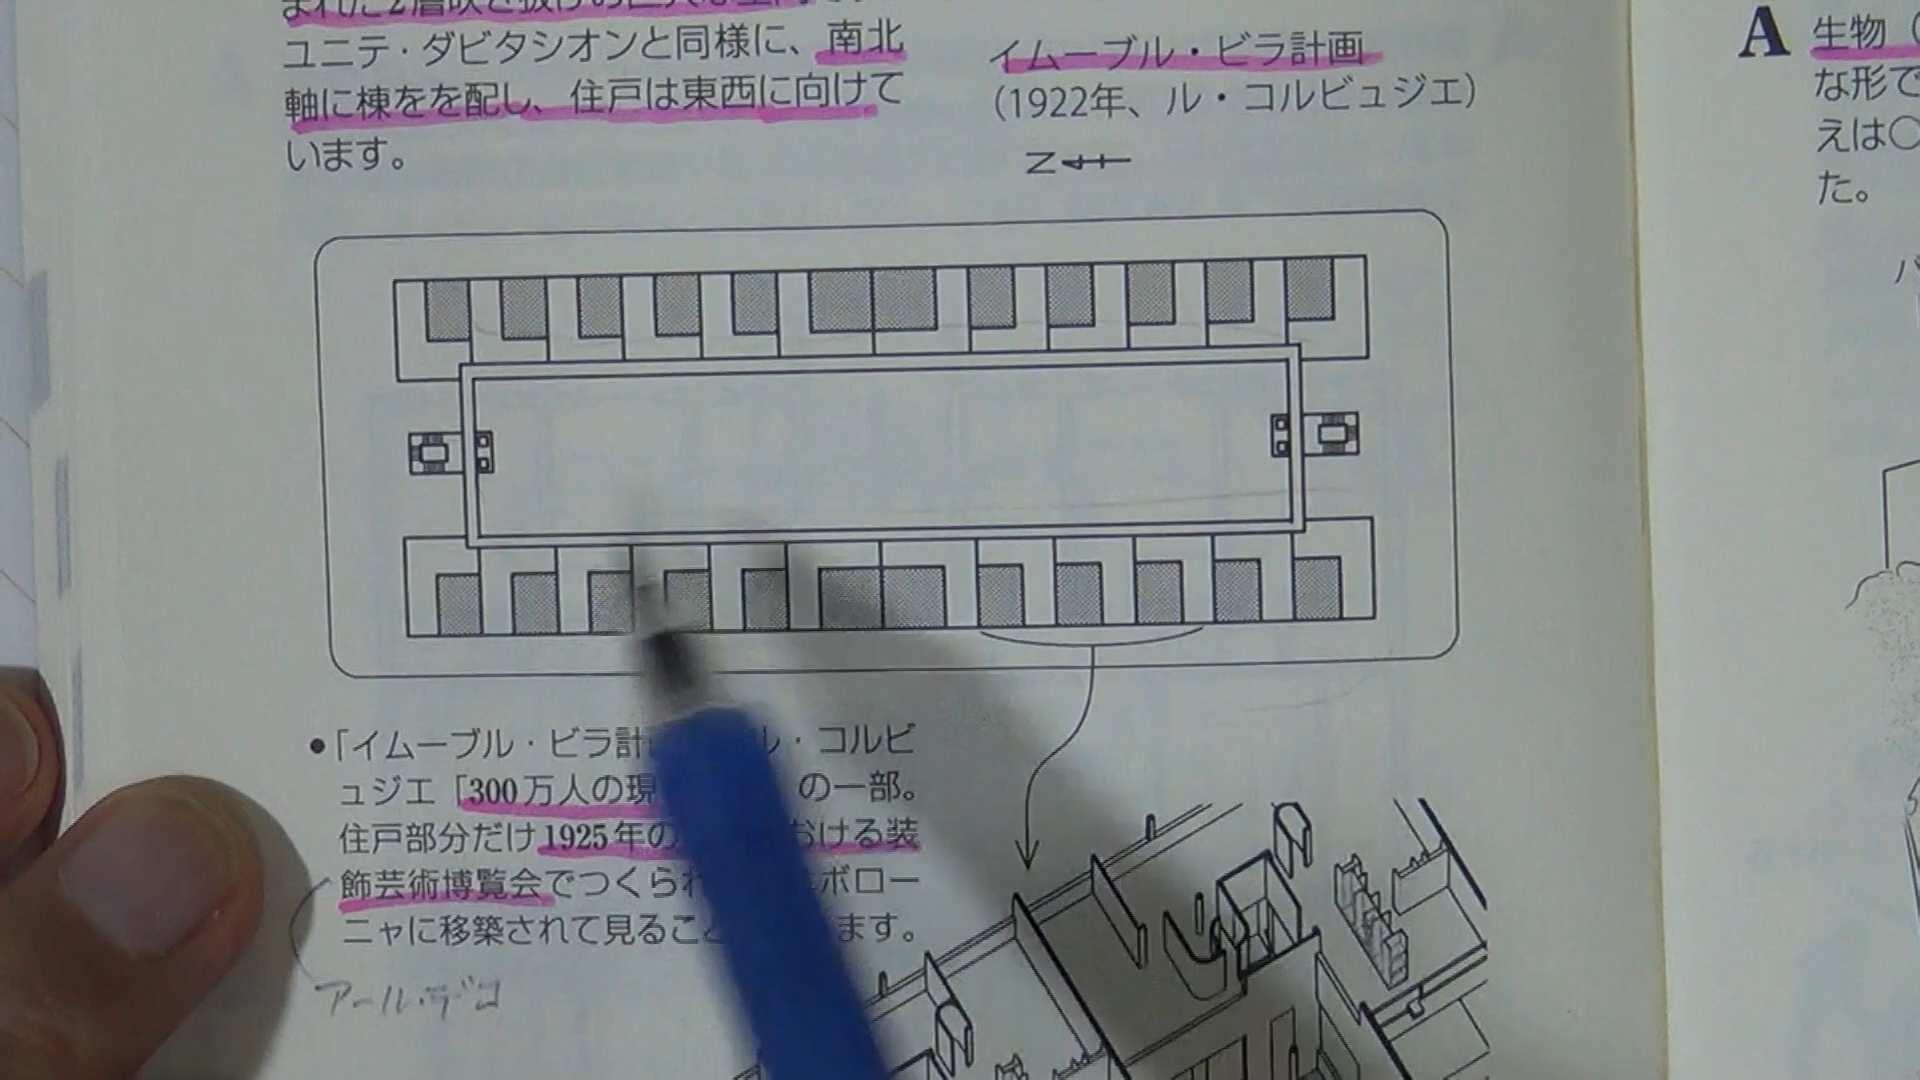 ユニテ・ダビタシオンと同様に、南北
軸に棟をを配し、住戸は東西に向けて
います。
イムーブル・ビラ計画
(1922年、ル・コルビュジエ)
N
●「イムーブル・ビラ計 ル・コルビ
ュジエ「300万人の現 の一部。
住戸部分だけ1925年の おける装
飾芸術博覧会でつくられ ボロー
ニャに移築されて見ること ます。
アール・デコ
A 生物
な形で
えば○
た。